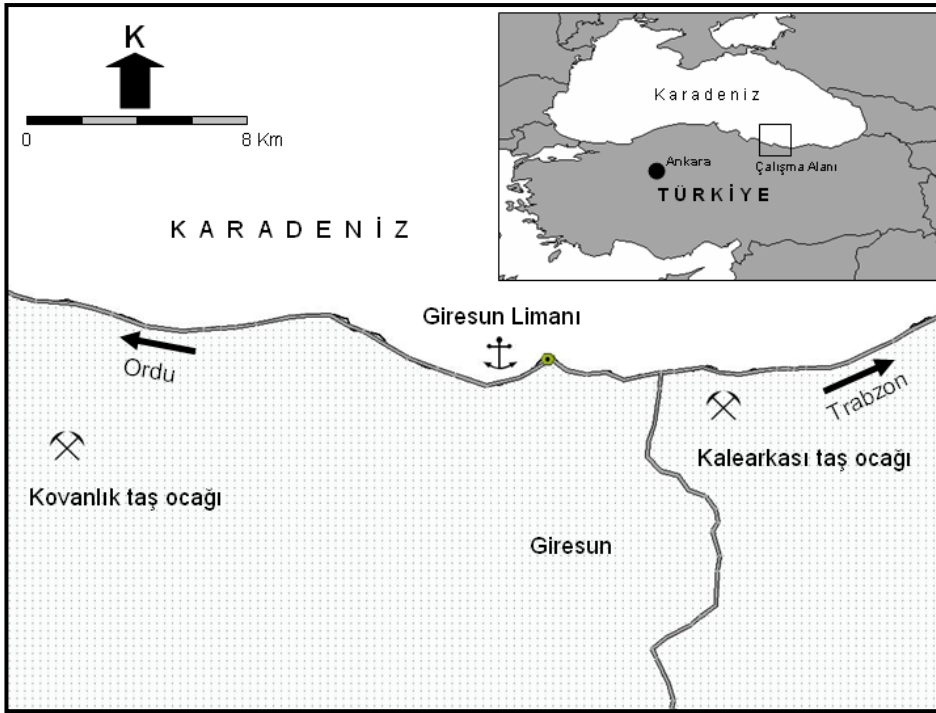 K
0
8 Km
Karadeniz
Ankara
Çalışma Alanı
TÜRKİYE
KARADENİZ
Giresun Limanı
Ordu
Trabzon
Kalearkası taş ocağı
Kovanlık taş ocağı
Giresun